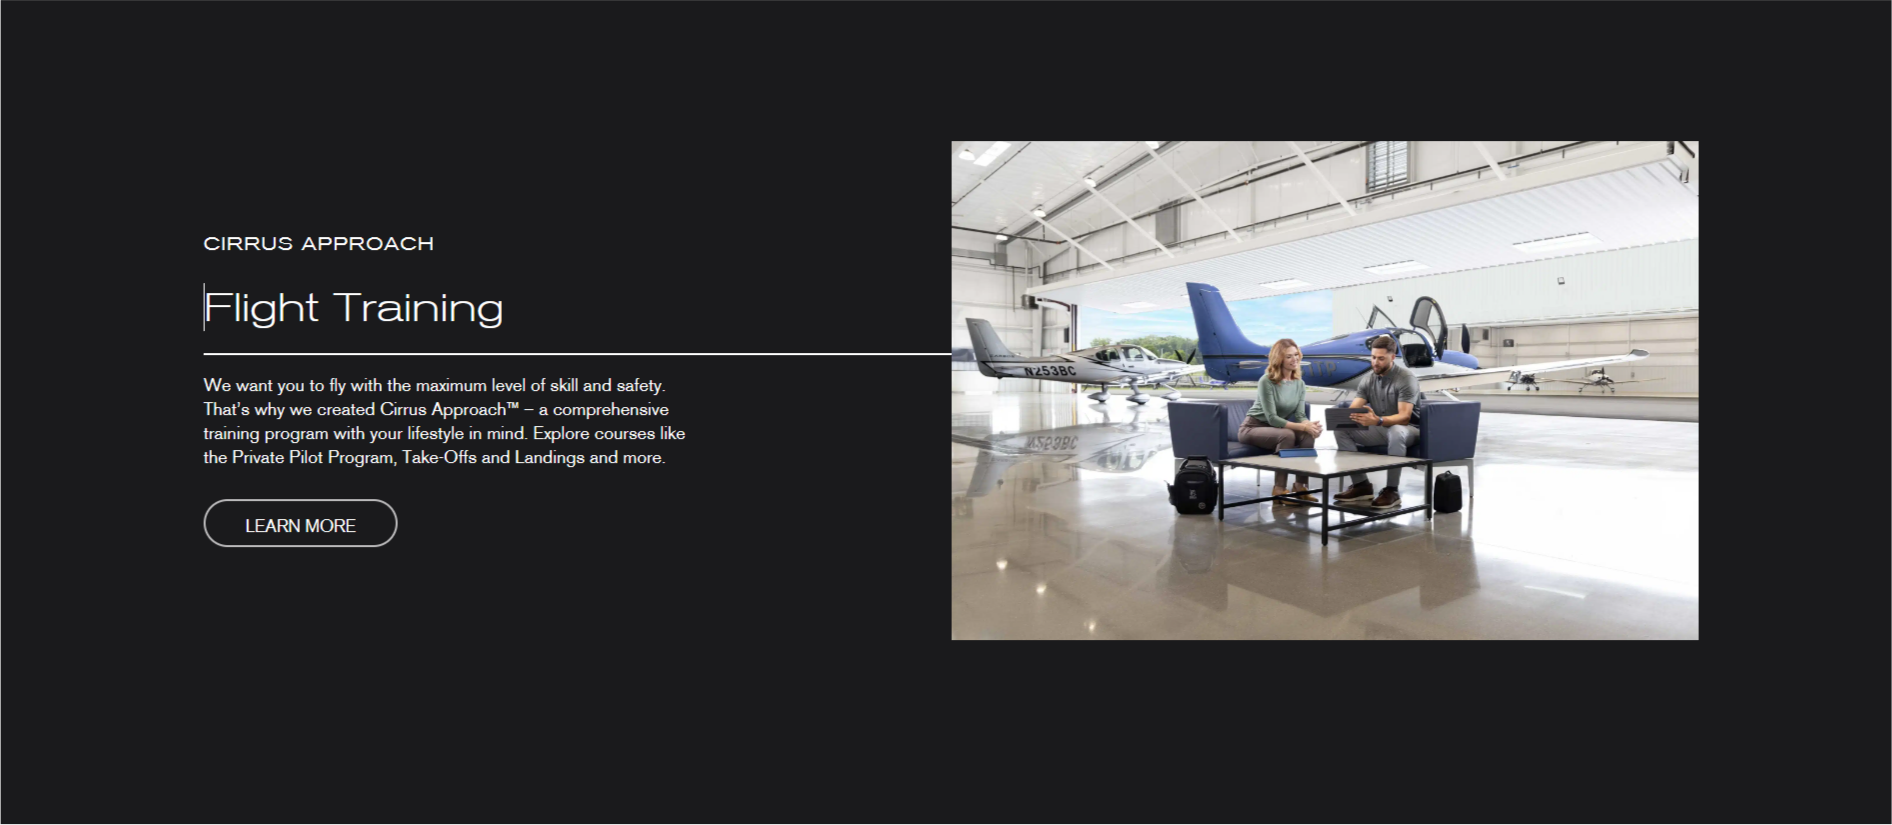 CIRRUS APPROACH
Flight Training
We want you to fly with the maximum level of skill and safety.
That's why we created Cirrus Approach™ – a comprehensive
training program with your lifestyle in mind. Explore courses like
the Private Pilot Program, Take-Offs and Landings and more.
LEARN MORE
N253BC